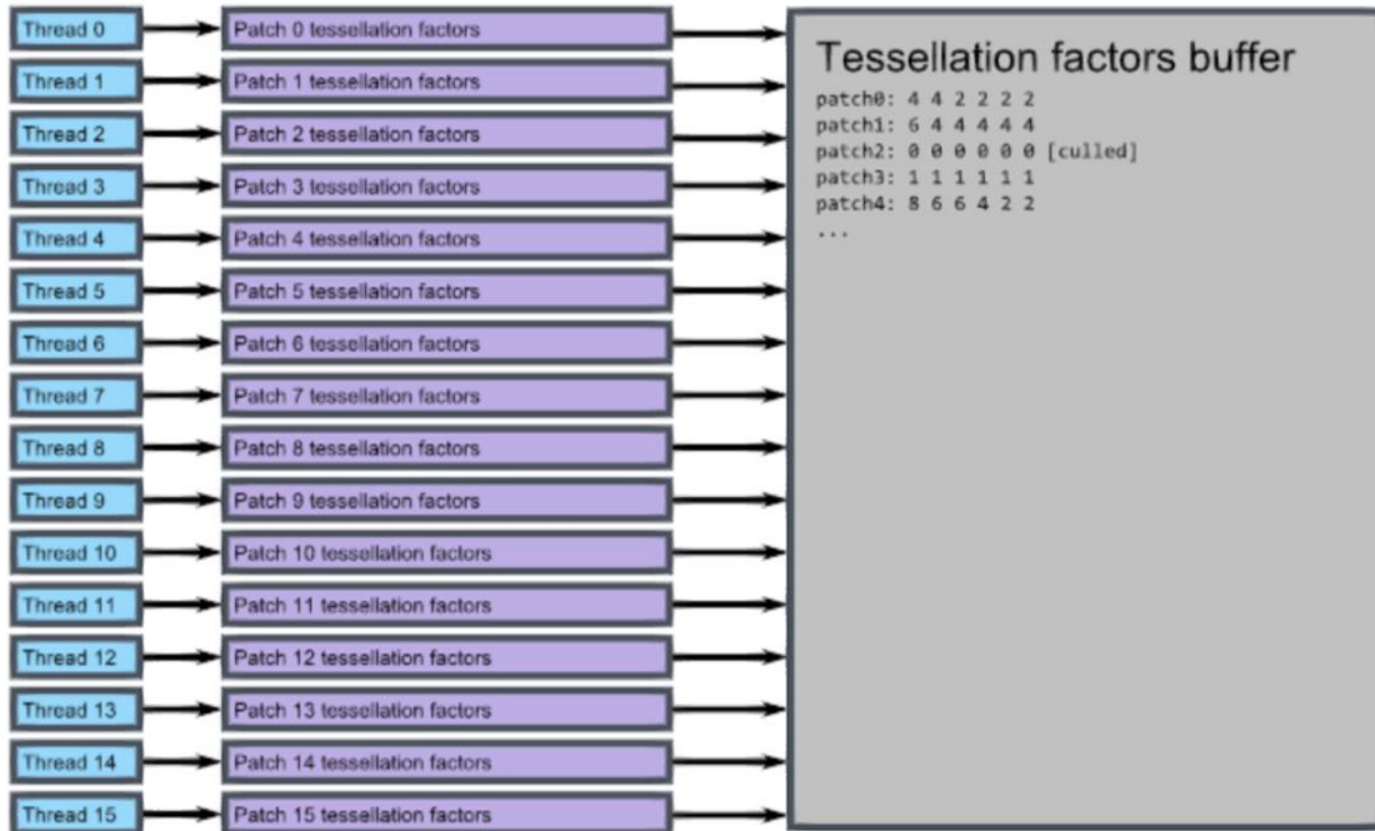 Thread 0 Patch 0 tessellation factors
Thread 1 Patch 1 tessellation factors
Thread 2 Patch 2 tessellation factors
Thread 3 Patch 3 tessellation factors
Thread 4 Patch 4 tessellation factors
Thread 5 Patch 5 tessellation factors
Thread 6 Patch 6 tessellation factors
Thread 7 Patch 7 tessellation factors
Thread 8 Patch 8 tessellation factors
Thread 9 Patch 9 tessellation factors
Thread 10 Patch 10 tessellation factors
Thread 11 Patch 11 tessellation factors
Thread 12 Patch 12 tessellation factors
Thread 13 Patch 13 tessellation factors
Thread 14 Patch 14 tessellation factors
Thread 15 Patch 15 tessellation factors
Tessellation factors buffer
patch0: 4 4 2 2 2 2
patch1: 6 4 4 4 4 4
patch2: 0 0 0 0 0 0 [culled]
patch3: 1 1 1 1 1 1
patch4: 8 6 6 4 2 2
...